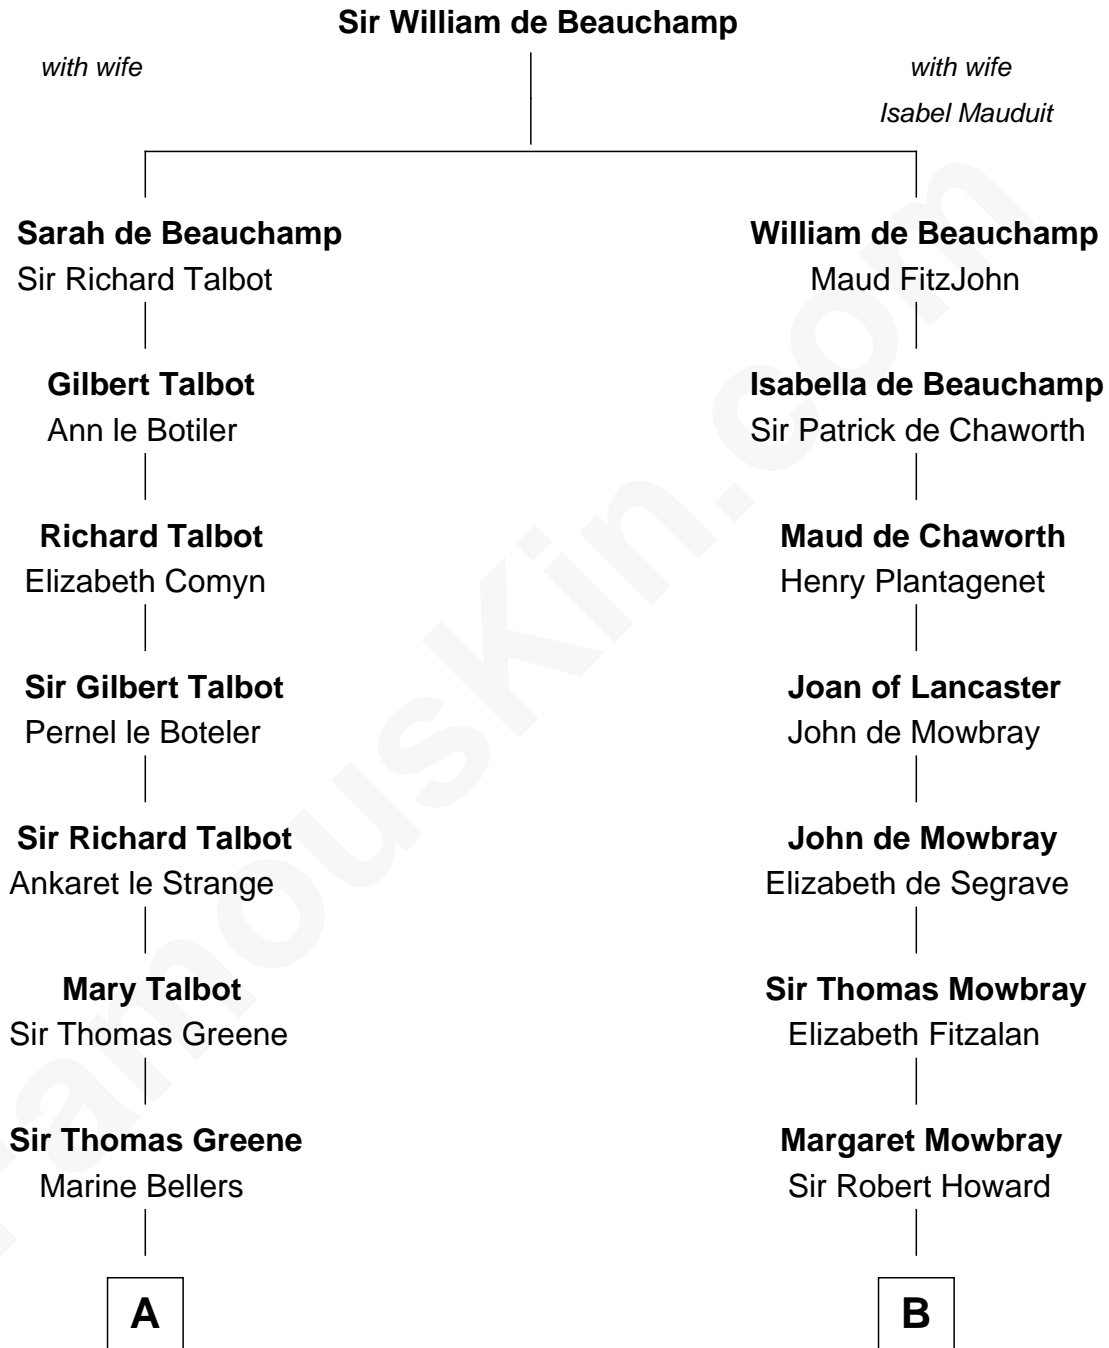 Sir William de Beauchamp
with wife
with wife
Isabel Mauduit
Sarah de Beauchamp
Sir Richard Talbot
William de Beauchamp
Maud FitzJohn
Gilbert Talbot
Ann le Botiler
Isabella de Beauchamp
Sir Patrick de Chaworth
Richard Talbot
Elizabeth Comyn
Maud de Chaworth
Henry Plantagenet
Sir Gilbert Talbot
Pernel le Boteler
Joan of Lancaster
John de Mowbray
Sir Richard Talbot
Ankaret le Strange
John de Mowbray
Elizabeth de Segrave
Mary Talbot
Sir Thomas Greene
Sir Thomas Mowbray
Elizabeth Fitzalan
Sir Thomas Greene
Marine Bellers
Margaret Mowbray
Sir Robert Howard
A
B
FamousKin.com